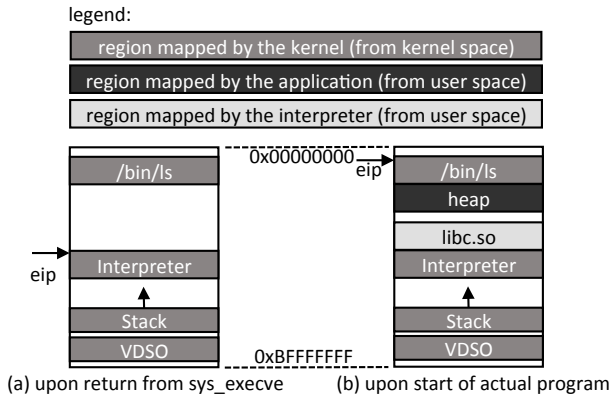 legend:
region mapped by the kernel (from kernel space)
region mapped by the application (from user space)
region mapped by the interpreter (from user space)
0x00000000
eip
/bin/ls
/bin/ls
heap
libc.so
eip
Interpreter
Interpreter
Stack
Stack
VDSO
VDSO
0xBFFFFFFF
(a) upon return from sys_execve
(b) upon start of actual program